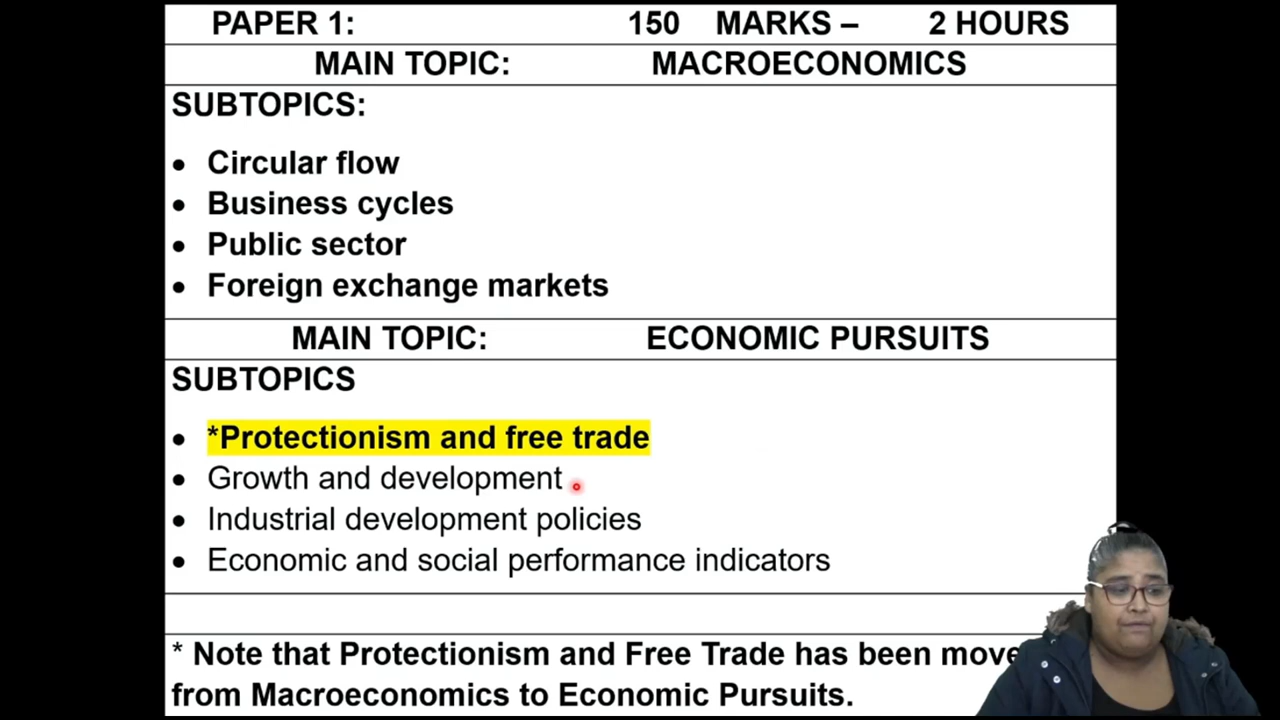 PAPER 1: 150 MARKS – 2 HOURS
MAIN TOPIC: MACROECONOMICS
SUBTOPICS:
• Circular flow
• Business cycles
• Public sector
• Foreign exchange markets
MAIN TOPIC: ECONOMIC PURSUITS
SUBTOPICS
• *Protectionism and free trade
• Growth and development
• Industrial development policies
• Economic and social performance indicators
* Note that Protectionism and Free Trade has been
from Macroeconomics to Economic Pursuits.